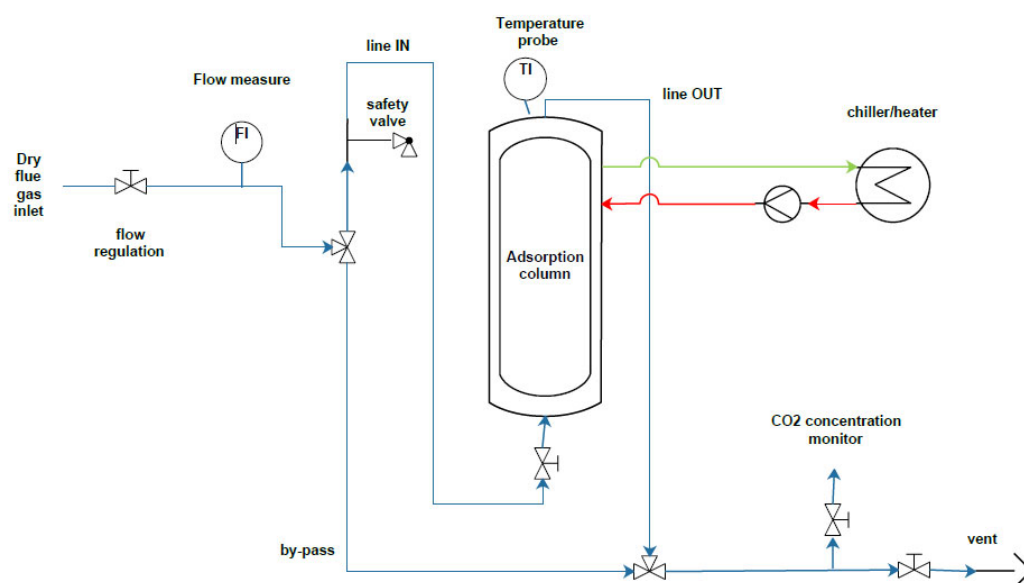 Temperature
probe
TI
line IN
line OUT
Flow measure
safety
valve
chiller/heater
FI
Dry
flue
gas
inlet
flow
regulation
Adsorption
column
CO2 concentration
monitor
by-pass
vent